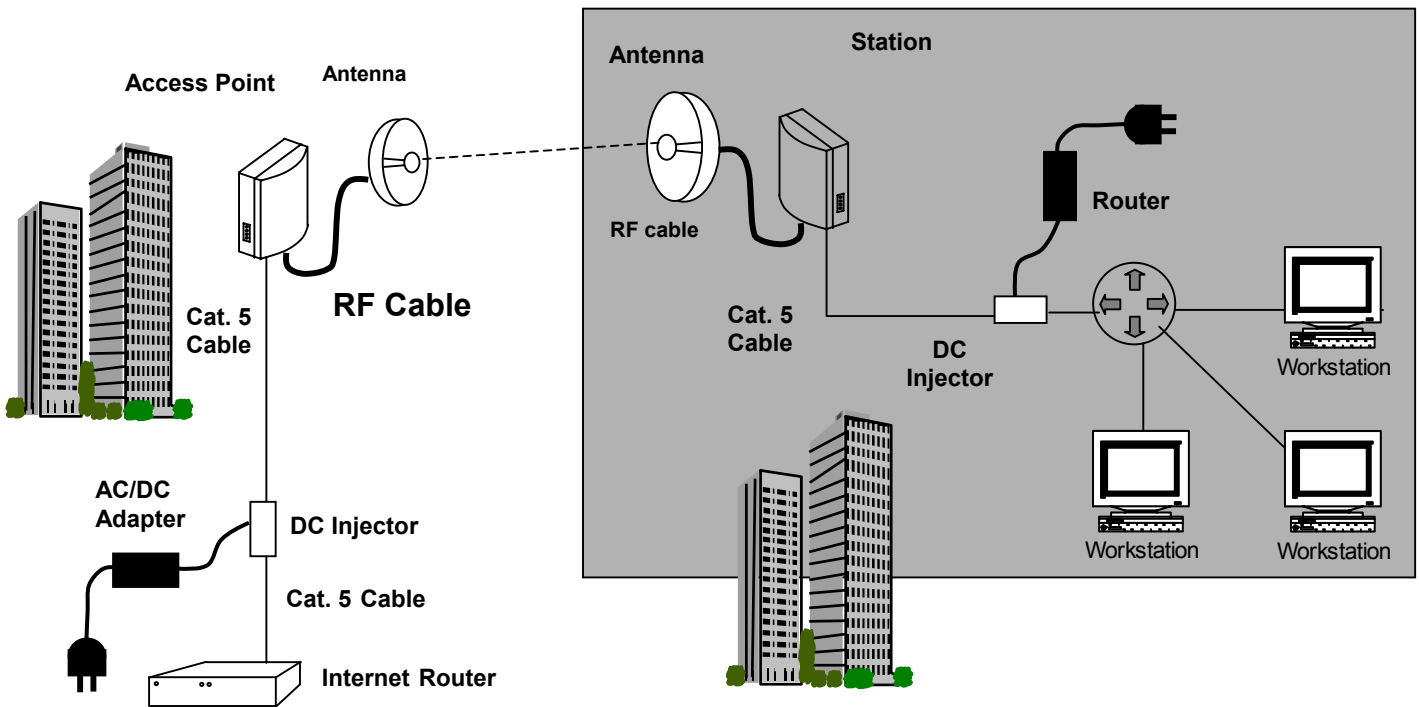 Access Point
Antenna
RF Cable
Cat. 5
Cable
AC/DC
Adapter
DC Injector
Cat. 5 Cable
Internet Router
Station
Antenna
RF cable
Cat. 5
Cable
Router
DC
Injector
Workstation
Workstation
Workstation